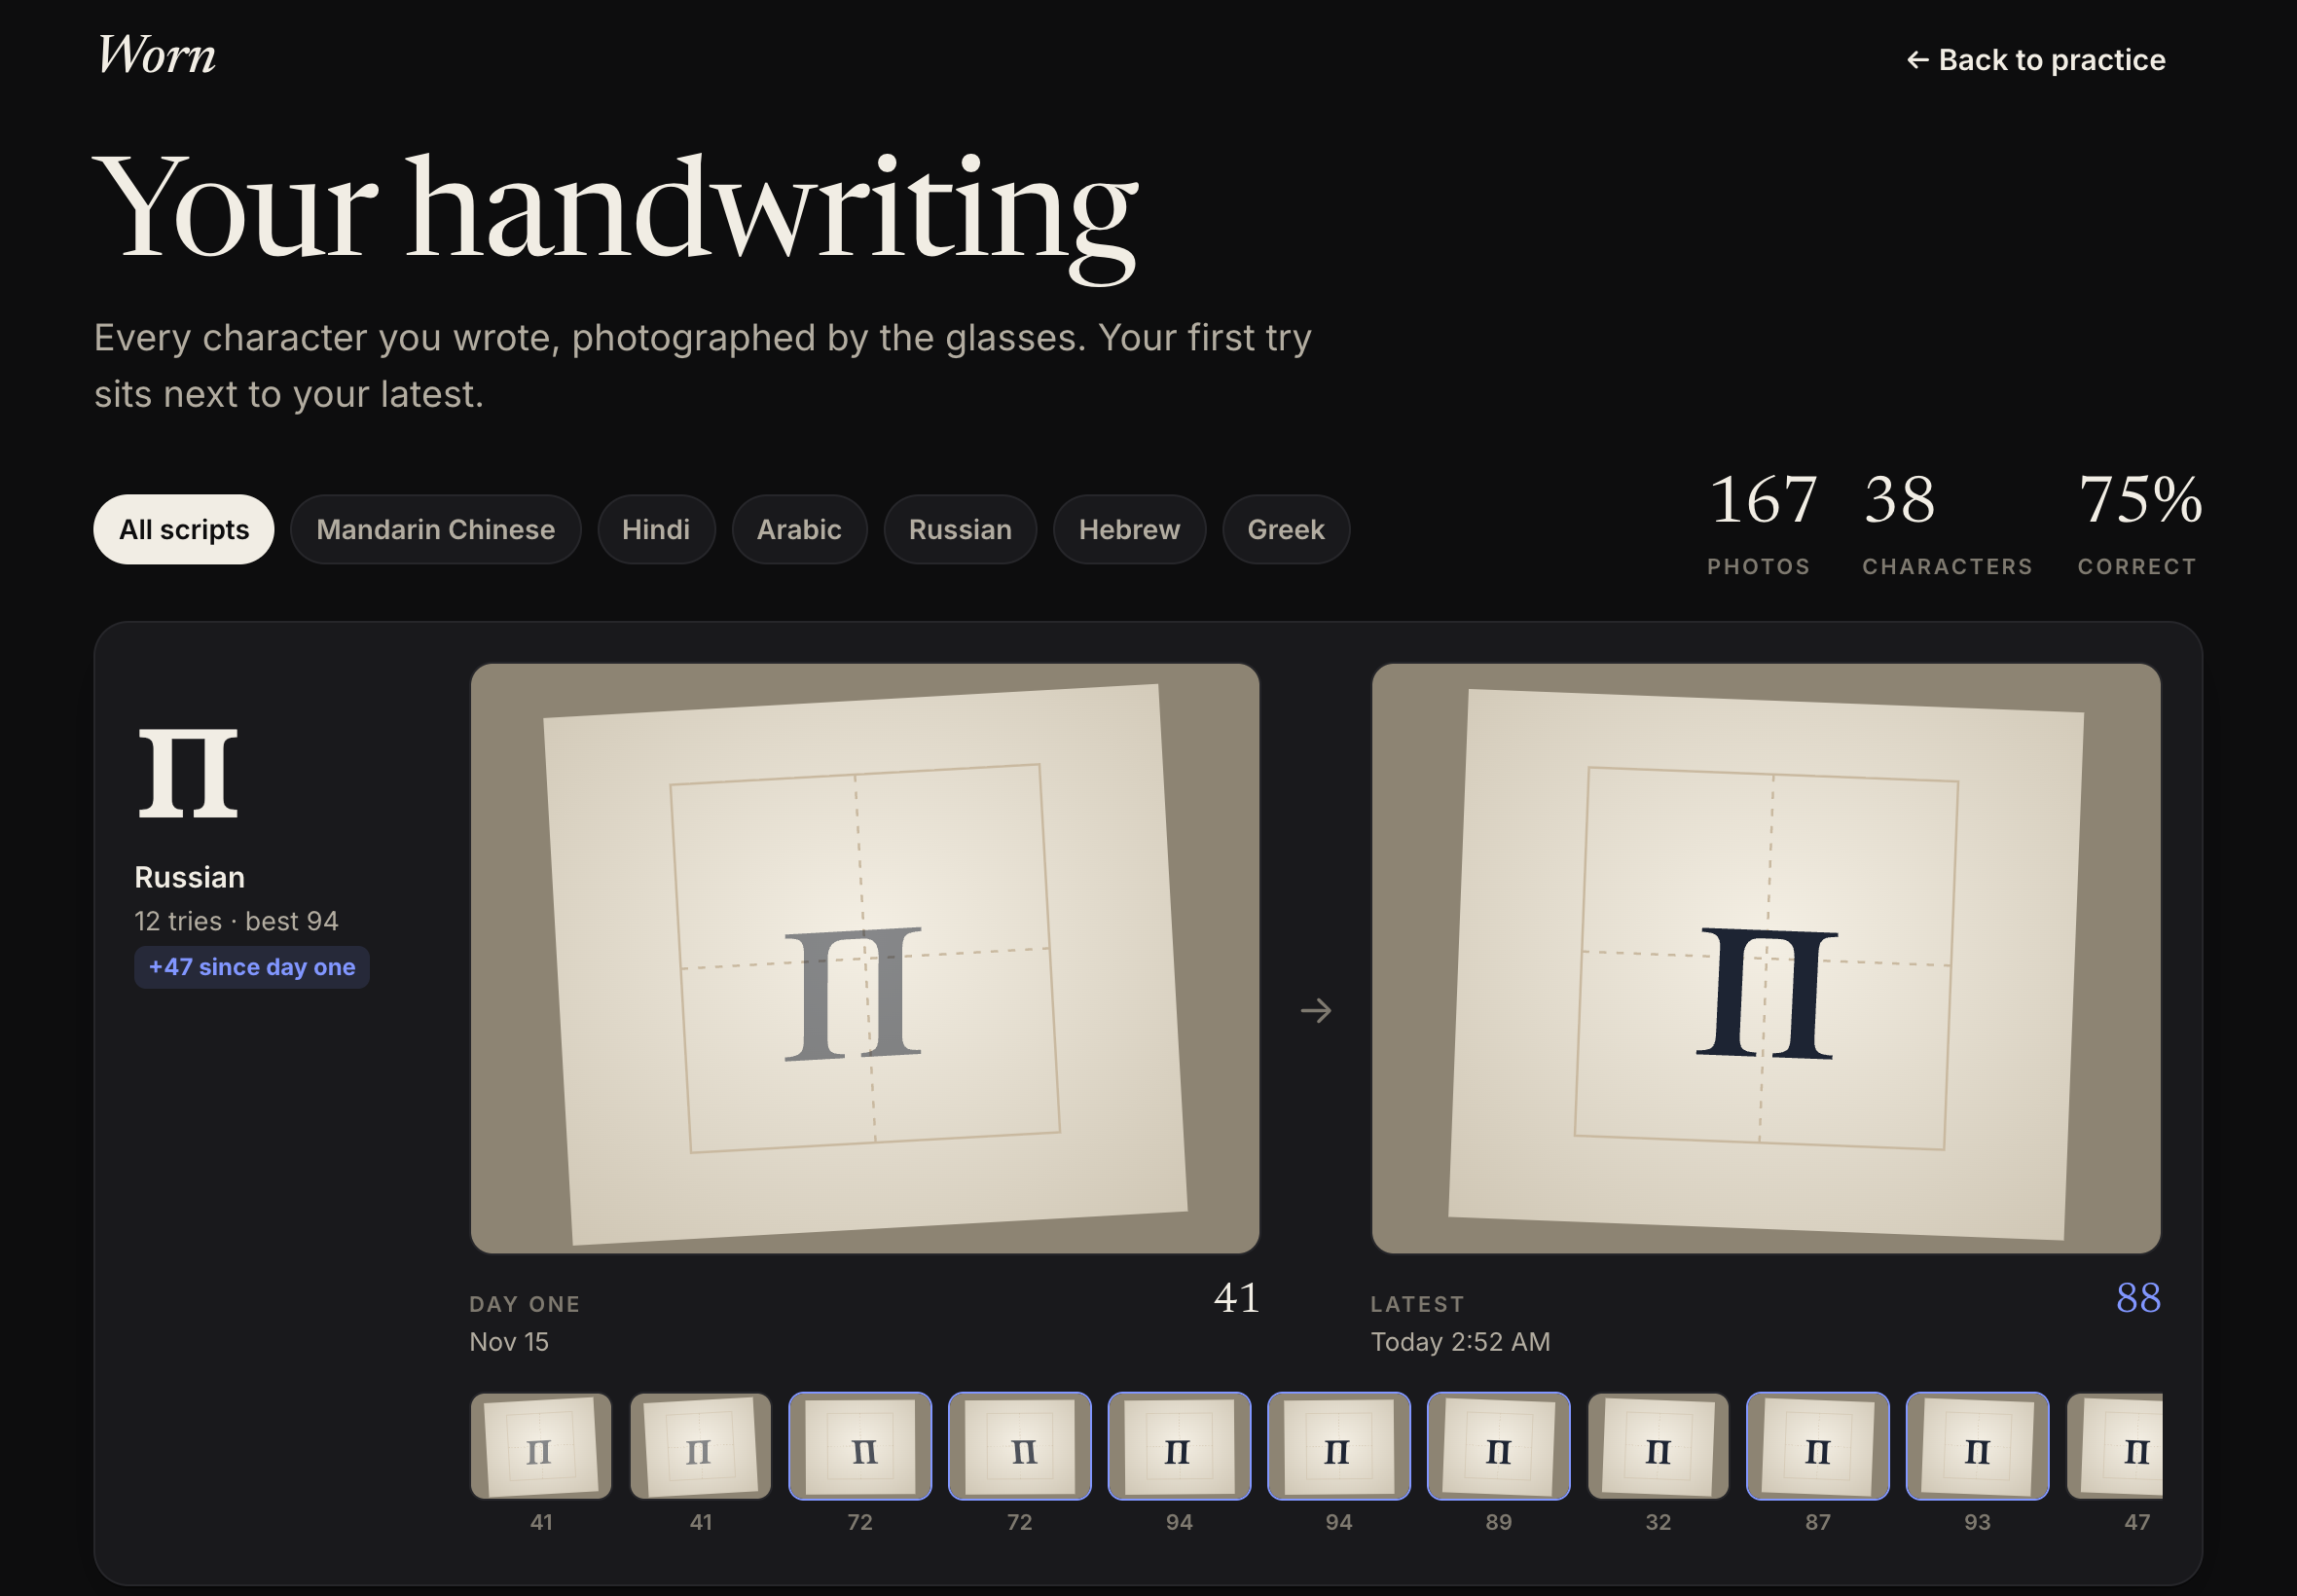 Worn
← Back to practice
Your handwriting
Every character you wrote, photographed by the glasses. Your first try
sits next to your latest.
All scripts
Mandarin Chinese
Hindi
Arabic
Russian
Hebrew
Greek
167
PHOTOS
38
CHARACTERS
75%
CORRECT
п
Russian
12 tries · best 94
+47 since day one
п
→
п
DAY ONE
41
Nov 15
LATEST
88
Today 2:52 AM
п п п п п п п п п п п
41 41 72 72 94 94 89 32 87 93 47